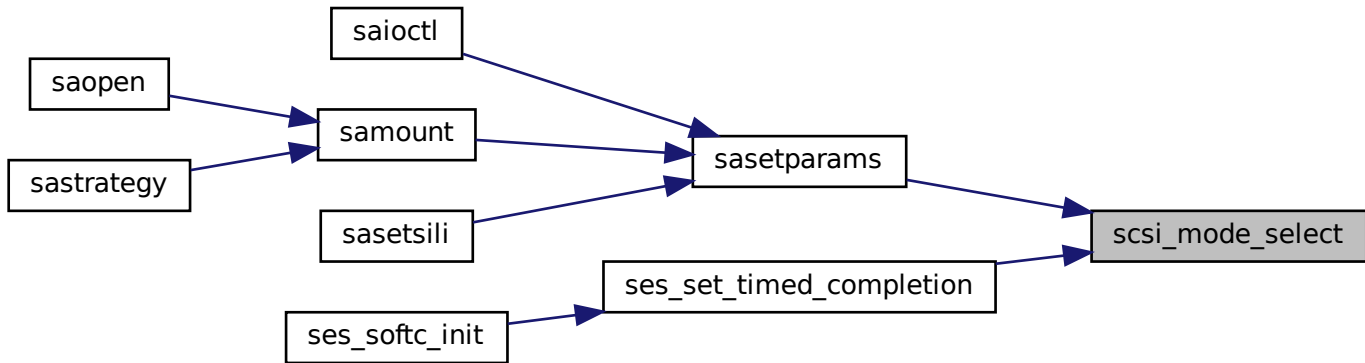 saioctl
saopen
samount
sasetparams
sastrategy
sasetsili
scsi_mode_select
ses_set_timed_completion
ses_softc_init